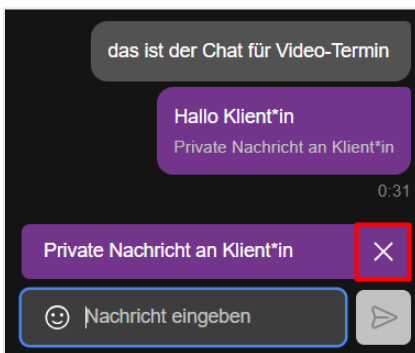 das ist der Chat für Video-Termin
Hallo Klient*in
Private Nachricht an Klient*in
0:31
Private Nachricht an Klient*in
Nachricht eingeben